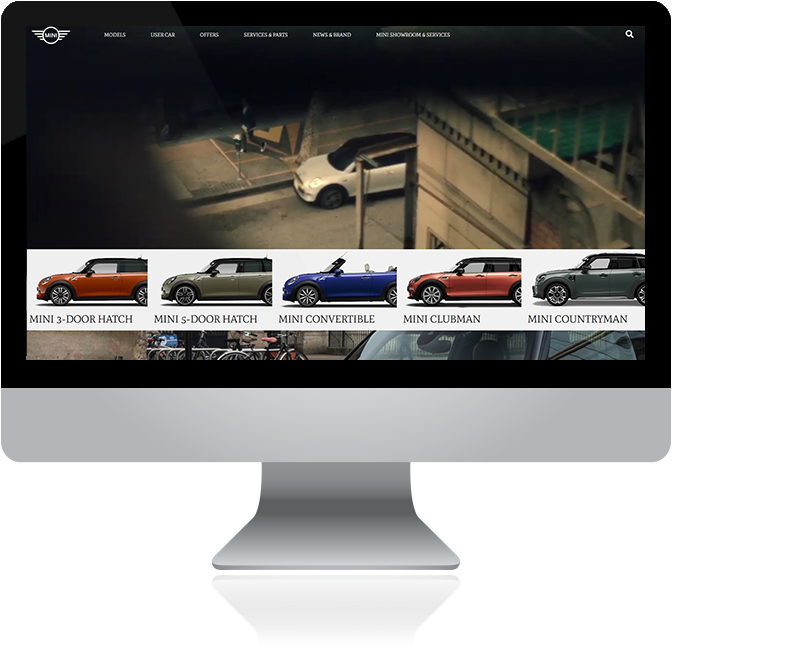 MINI
MODELS USER CAR OFFERS SERVICES & PARTS NEWS & BRAND MINI SHOWROOM & SERVICES
MINI 3-DOOR HATCH MINI 5-DOOR HATCH MINI CONVERTIBLE MINI CLUBMAN MINI COUNTRYMAN